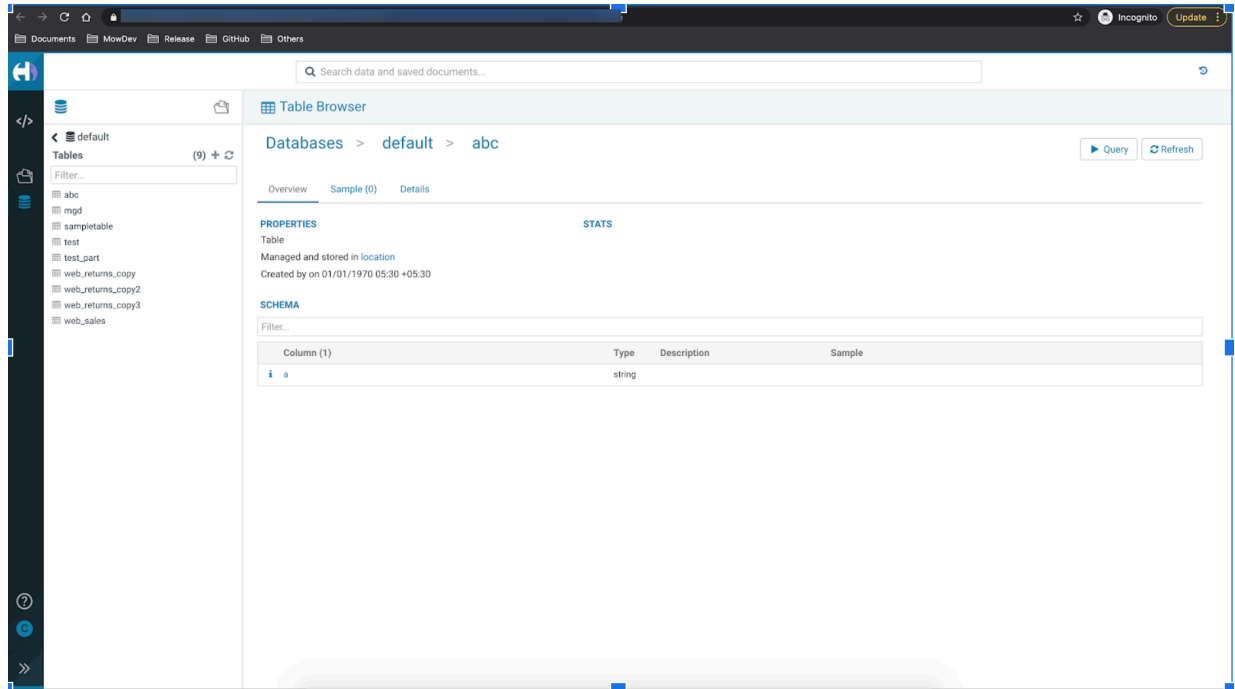 Incognito
Update
Documents MowDev Release GitHub Others
Search data and saved documents...
Table Browser
</>
default
Tables (9)
Filter...
abc
mgd
sampletable
test
test_part
web_returns_copy
web_returns_copy2
web_returns_copy3
web_sales
Databases > default > abc
Query Refresh
Overview Sample (0) Details
PROPERTIES STATS
Table
Managed and stored in location
Created by on 01/01/1970 05:30 +05:30
SCHEMA
Filter...
Column (1) Type Description Sample
i a string
?
C